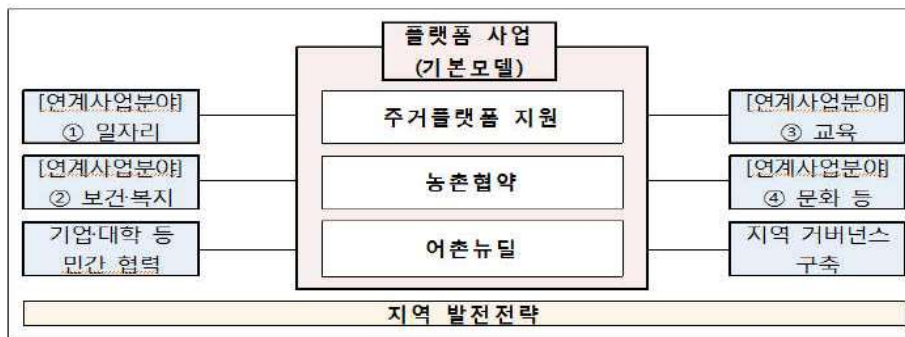 플랫폼 사업
(기본모델)
[연계사업분야]
① 일자리
주거플랫폼 지원
[연계사업분야]
③ 교육
[연계사업분야]
② 보건·복지
농촌협약
[연계사업분야]
④ 문화 등
기업·대학 등
민간 협력
어촌뉴딜
지역 거버넌스
구축
지역 발전전략